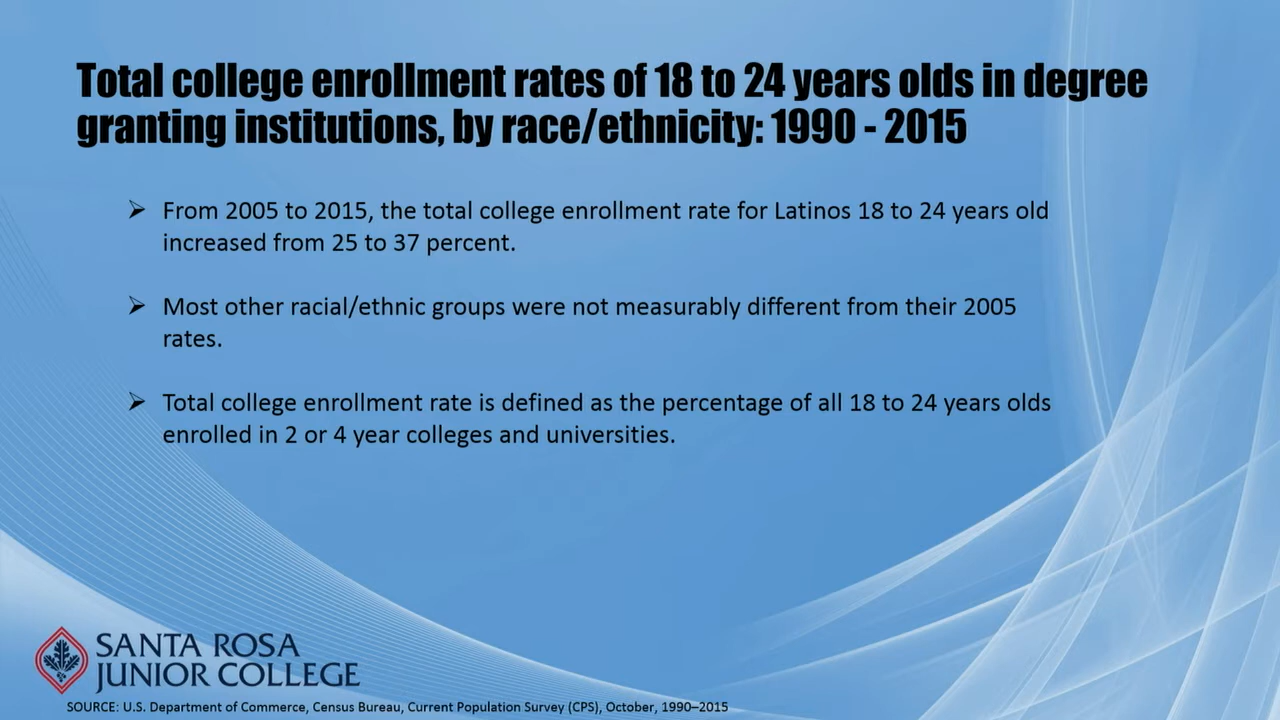 Total college enrollment rates of 18 to 24 years olds in degree
granting institutions, by race/ethnicity: 1990 - 2015
➢ From 2005 to 2015, the total college enrollment rate for Latinos 18 to 24 years old
increased from 25 to 37 percent.
➢ Most other racial/ethnic groups were not measurably different from their 2005
rates.
➢ Total college enrollment rate is defined as the percentage of all 18 to 24 years olds
enrolled in 2 or 4 year colleges and universities.
SANTA ROSA
JUNIOR COLLEGE
SOURCE: U.S. Department of Commerce, Census Bureau, Current Population Survey (CPS), October, 1990–2015